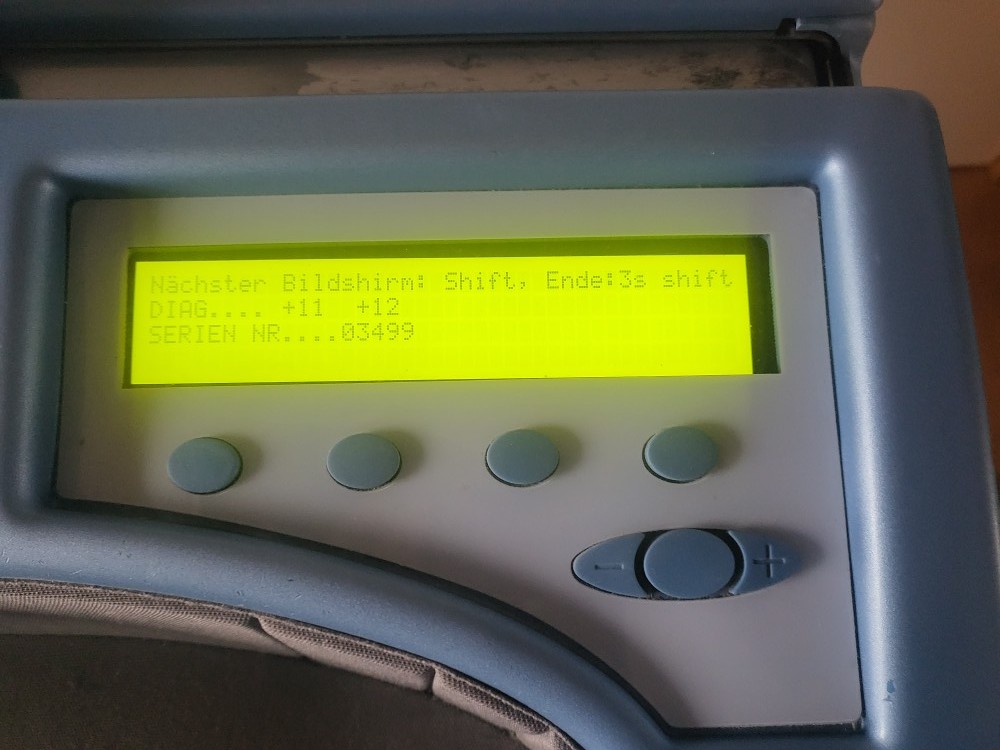 Nächster Bildshirm: Shift, Ende:3s shift
DIAG.... +11  +12
SERIEN NR....03499
- +